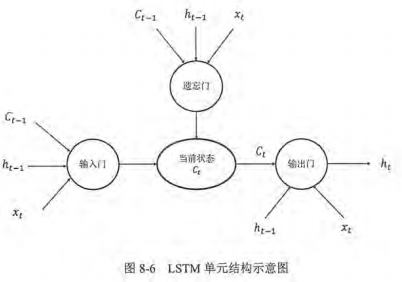 C_{t-1} h_{t-1} x_t
遗忘门
C_{t-1}
h_{t-1} 输入门 当前状态 C_t 输出门 h_t
C_t
x_t h_{t-1} x_t
图 8-6 LSTM 单元结构示意图